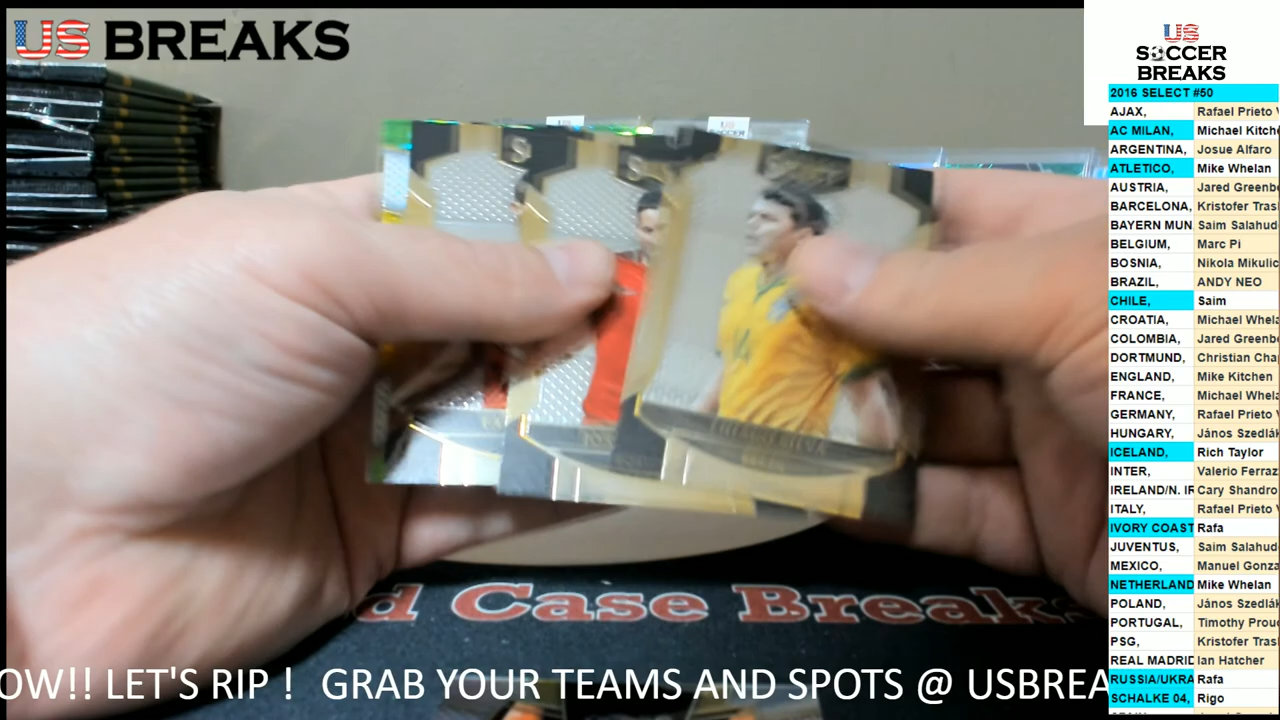 US BREAKS
US
SOCCER
BREAKS
2016 SELECT #50
AJAX, Rafael Prieto V
AC MILAN, Michael Kitche
ARGENTINA, Josue Alfaro
ATLETICO, Mike Whelan
AUSTRIA, Jared Greenb
BARCELONA, Kristofer Tras
BAYERN MUN Saim Salahud
BELGIUM, Marc Pi
BOSNIA, Nikola Mikulic
BRAZIL, ANDY NEO
CHILE, Saim
CROATIA, Michael Whela
COLOMBIA, Jared Greenb
DORTMUND, Christian Cha
ENGLAND, Mike Kitchen
FRANCE, Michael Whela
GERMANY, Rafael Prieto V
HUNGARY, János Szedlák
ICELAND, Rich Taylor
INTER, Valerio Ferraz
IRELAND/N. IR Cary Shandro
ITALY, Rafael Prieto V
IVORY COAST Rafa
JUVENTUS, Saim Salahud
MEXICO, Manuel Gonza
NETHERLAND Mike Whelan
POLAND, János Szedlák
PORTUGAL, Timothy Prou
PSG, Kristofer Tras
REAL MADRID Ian Hatcher
RUSSIA/UKRA Rafa
SCHALKE 04, Rigo
d Case Breaks
OW!! LET'S RIP ! GRAB YOUR TEAMS AND SPOTS @ USBREA